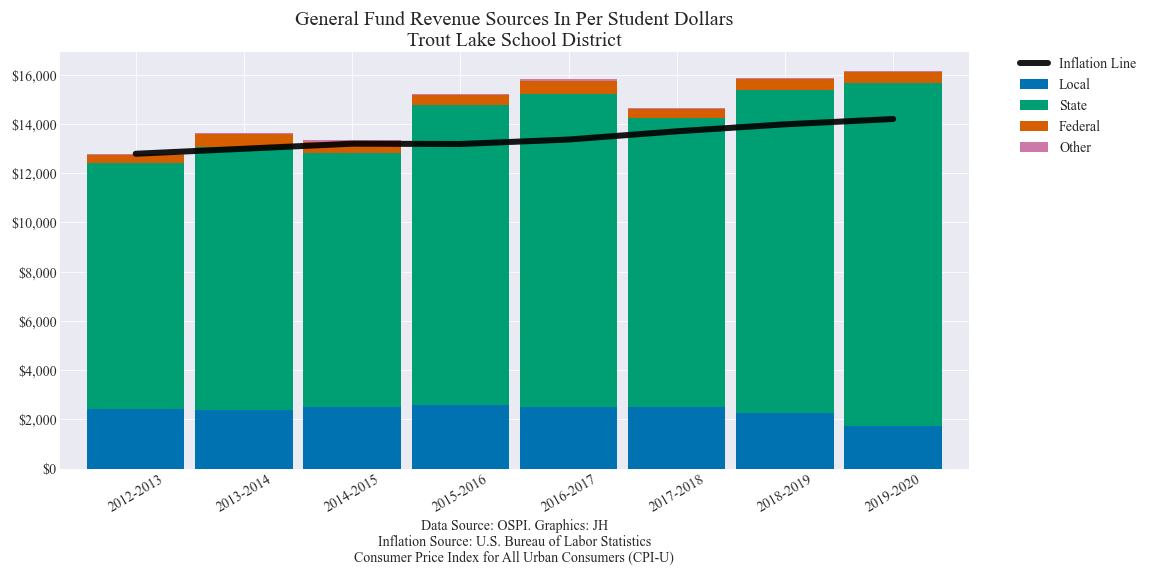 General Fund Revenue Sources In Per Student Dollars
Trout Lake School District
$16,000
$14,000
$12,000
$10,000
$8,000
$6,000
$4,000
$2,000
$0
2012-2013
2013-2014
2014-2015
2015-2016
2016-2017
2017-2018
2018-2019
2019-2020
Inflation Line
Local
State
Federal
Other
Data Source: OSPI. Graphics: JH
Inflation Source: U.S. Bureau of Labor Statistics
Consumer Price Index for All Urban Consumers (CPI-U)